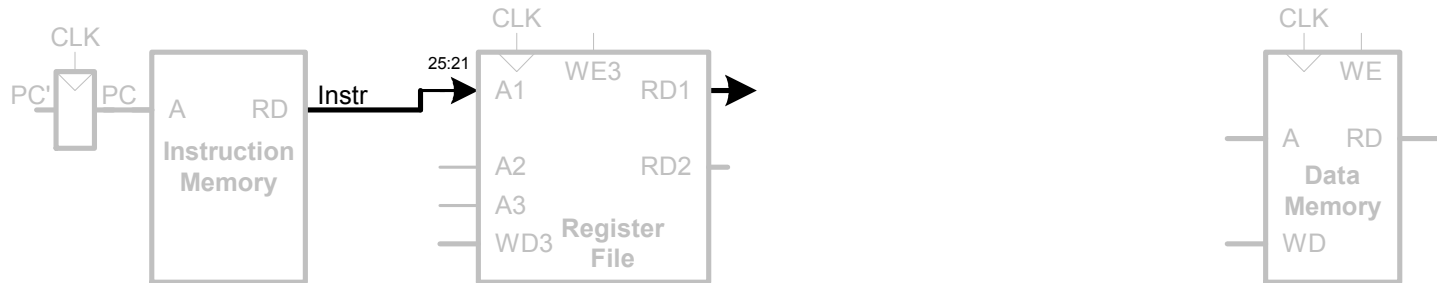 CLK
CLK
CLK
PC'
PC
A
RD
Instruction
Memory
Instr
25:21
A1
WE3
RD1
A2
RD2
A3
WD3
Register
File
WE
A
RD
Data
Memory
WD